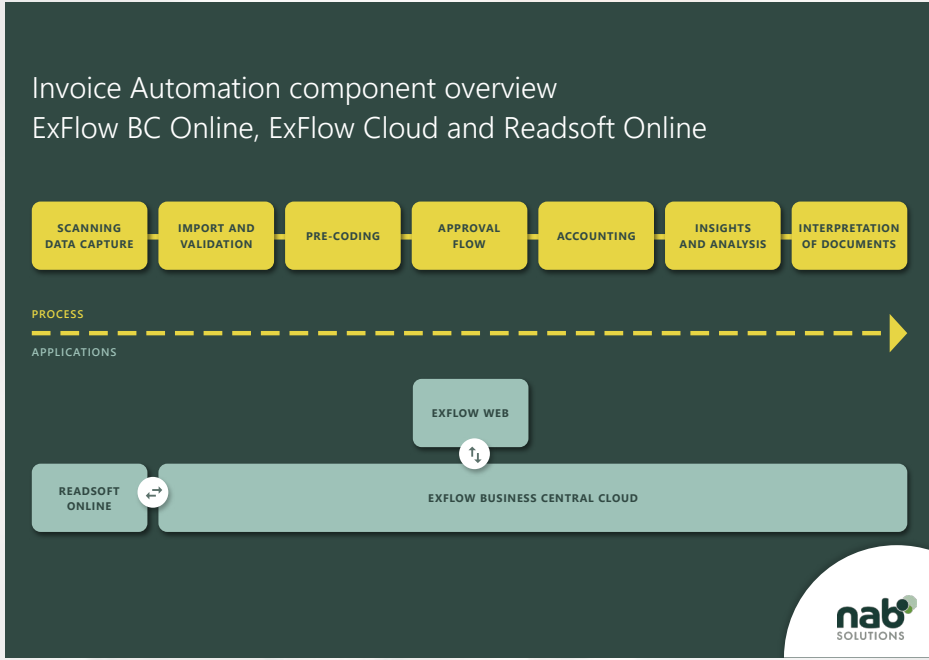 Invoice Automation component overview
ExFlow BC Online, ExFlow Cloud and Readsoft Online
SCANNING
DATA CAPTURE
IMPORT AND
VALIDATION
PRE-CODING
APPROVAL
FLOW
ACCOUNTING
INSIGHTS
AND ANALYSIS
INTERPRETATION
OF DOCUMENTS
PROCESS
APPLICATIONS
EXFLOW WEB
READSOFT
ONLINE
EXFLOW BUSINESS CENTRAL CLOUD
nab
SOLUTIONS